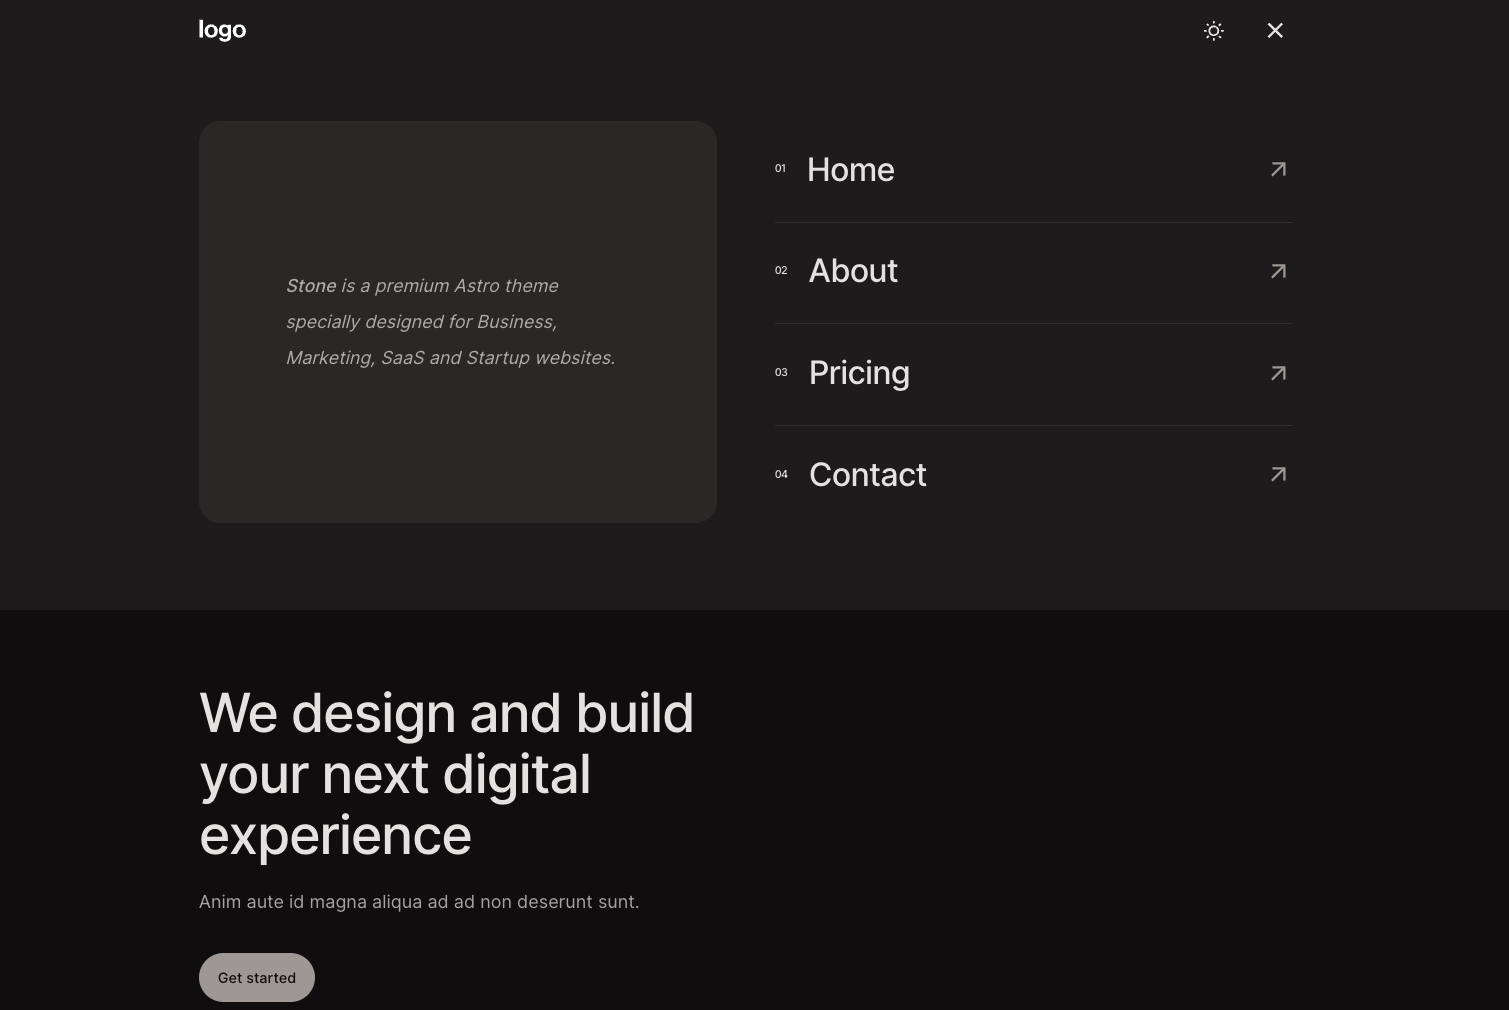 logo
Stone is a premium Astro theme
specially designed for Business,
Marketing, SaaS and Startup websites.
01 Home
02 About
03 Pricing
04 Contact
We design and build
your next digital
experience
Anim aute id magna aliqua ad ad non deserunt sunt.
Get started